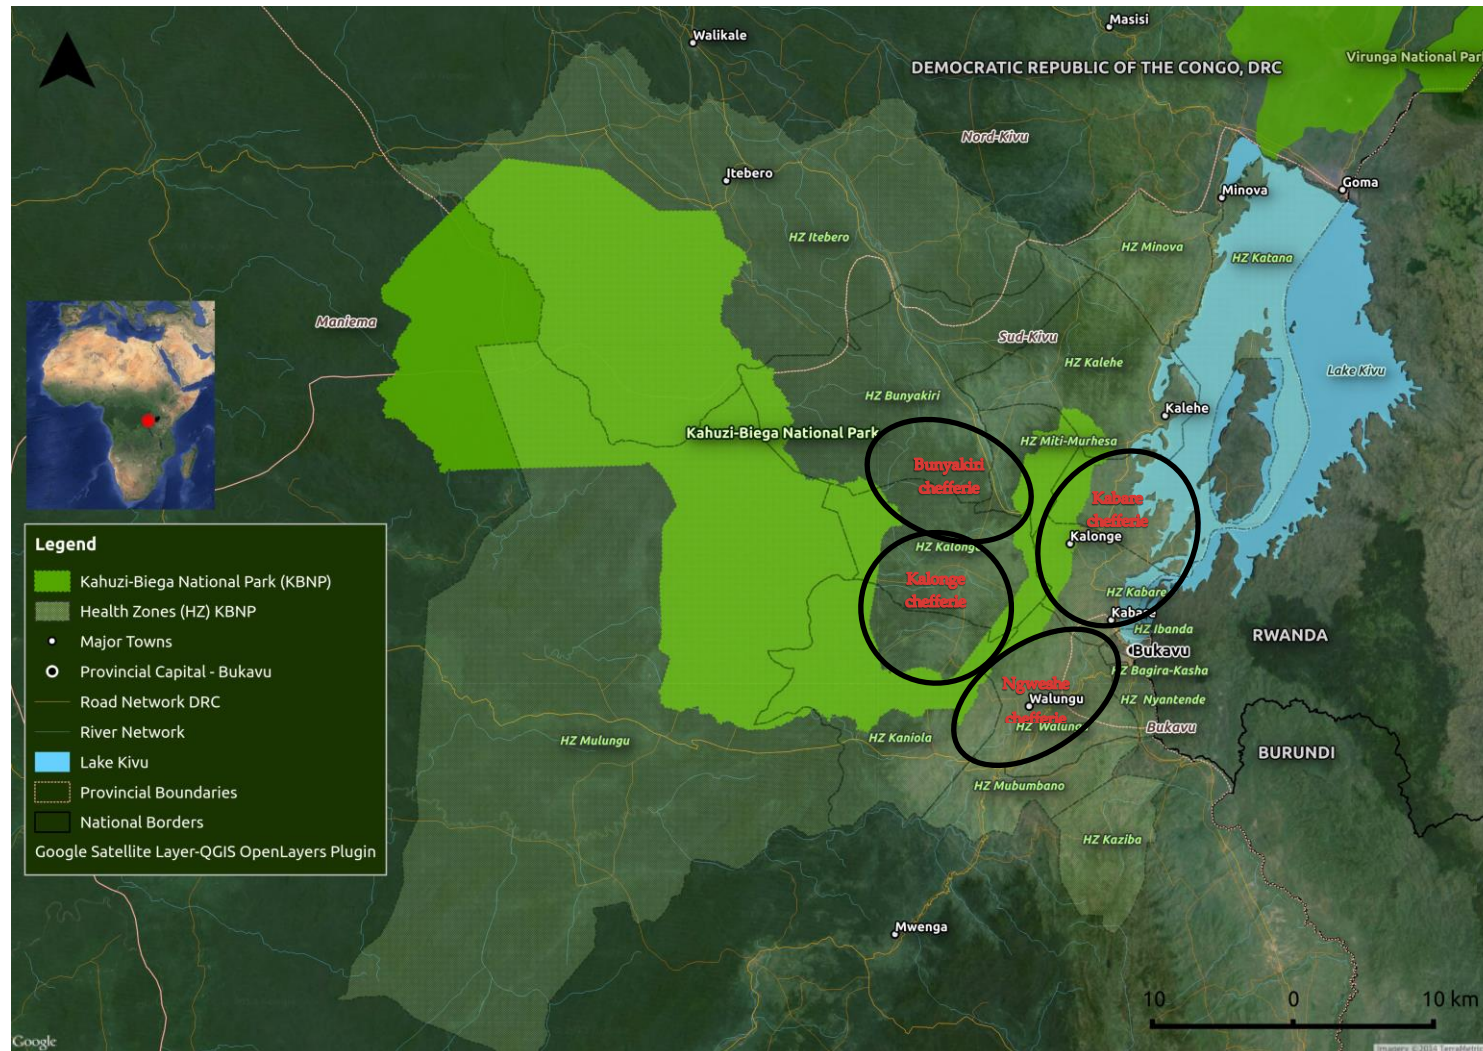 Masisi
Walikale
Virunga National Par
DEMOCRATIC REPUBLIC OF THE CONGO, DRC
Nord-Kivu
Itebero
Goma
Minova
HZ Itebero
HZ Minova
HZ Katana
Maniema
Sud-Kivu
HZ Kalehe
Lake Kivu
HZ Bunyakiri
Kalehe
Kahuzi-Biega National Park
HZ Miti-Murhesa
Bunyakiri
chefferie
Kabare
chefferie
Kalonge
HZ Kalonge
Kalonge
chefferie
HZ Kabare
Kabare
HZ Ibanda
RWANDA
Bukavu
HZ Bagira-Kasha
Ngweshe
Walungu
chefferie
HZ Nyantende
HZ Walungu
Bukavu
HZ Mulungu
HZ Kaniola
BURUNDI
HZ Mubumbano
HZ Kaziba
Mwenga
Legend
Kahuzi-Biega National Park (KBNP)
Health Zones (HZ) KBNP
Major Towns
Provincial Capital - Bukavu
Road Network DRC
River Network
Lake Kivu
Provincial Boundaries
National Borders
Google Satellite Layer-QGIS OpenLayers Plugin
10 0 10 km
Google